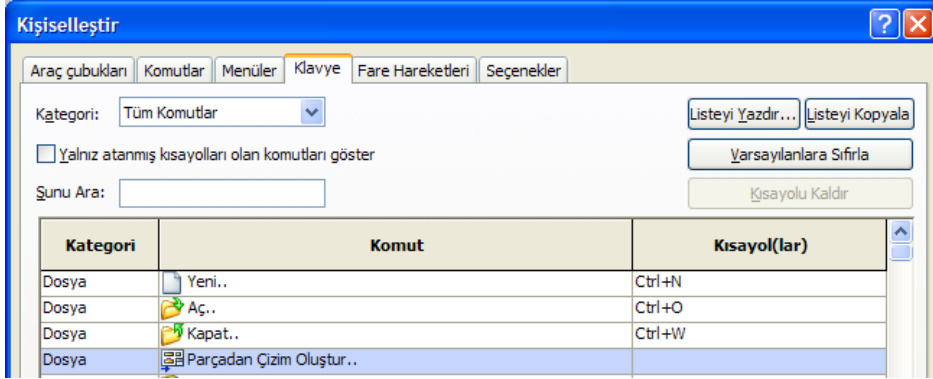 Kişiselleştir
Araç çubukları Komutlar Menüler Klavye Fare Hareketleri Seçenekler
Kategori: Tüm Komutlar Listeyi Yazdır... Listeyi Kopyala
Yalnız atanmış kısayolları olan komutları göster Varsayılanlara Sıfırla
Şunu Ara: Kısayolu Kaldır
Kategori Komut Kısayol(lar)
Dosya Yeni.. Ctrl+N
Dosya Aç.. Ctrl+O
Dosya Kapat.. Ctrl+W
Dosya Parçadan Çizim Oluştur..